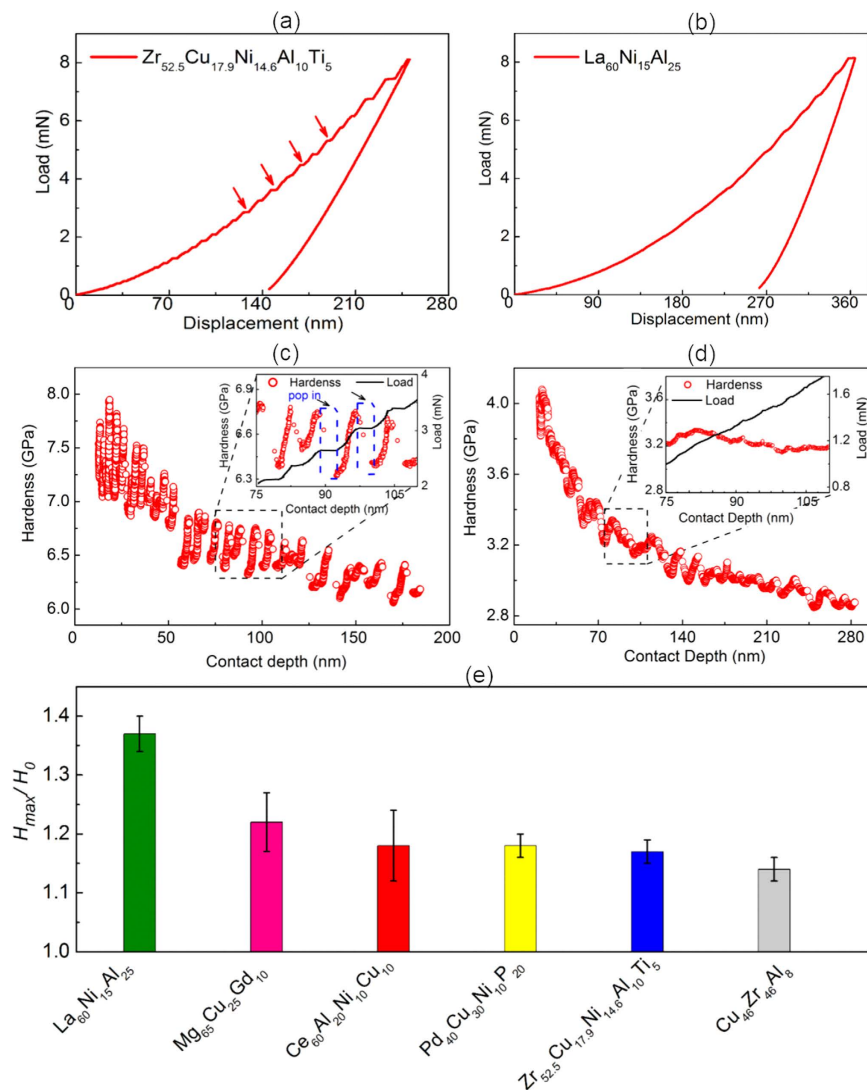 (a)
Zr52.5Cu17.9Ni14.6Al10Ti5
Load (mN)
8
6
4
2
0
0 70 140 210 280
Displacement (nm)
(b)
La60Ni15Al25
Load (mN)
8
6
4
2
0
0 90 180 270 360
Displacement (nm)
(c)
Hardenss (GPa)
8.0
7.5
7.0
6.5
6.0
0 50 100 150 200
Contact depth (nm)
Hardenss Load
pop in
Hardness (GPa)
6.9
6.6
6.3
75 90 105
Contact depth (nm)
4
3
2
Load (mN)
(d)
Hardenss (GPa)
4.0
3.6
3.2
2.8
0 70 140 210 280
Contact Depth (nm)
Hardness
Load
Hardness (GPa)
3.6
3.2
2.8
75 90 105
Contact Depth (nm)
1.6
1.2
0.8
Load (mN)
(e)
Hmax/ H0
1.4
1.3
1.2
1.1
1.0
La60Ni15Al25
Mg65Cu25Gd10
Ce60Al20Ni10Cu10
Pd40Cu30Ni10P20
Zr52.5Cu17.9Ni14.6Al10Ti5
Cu46Zr46Al8